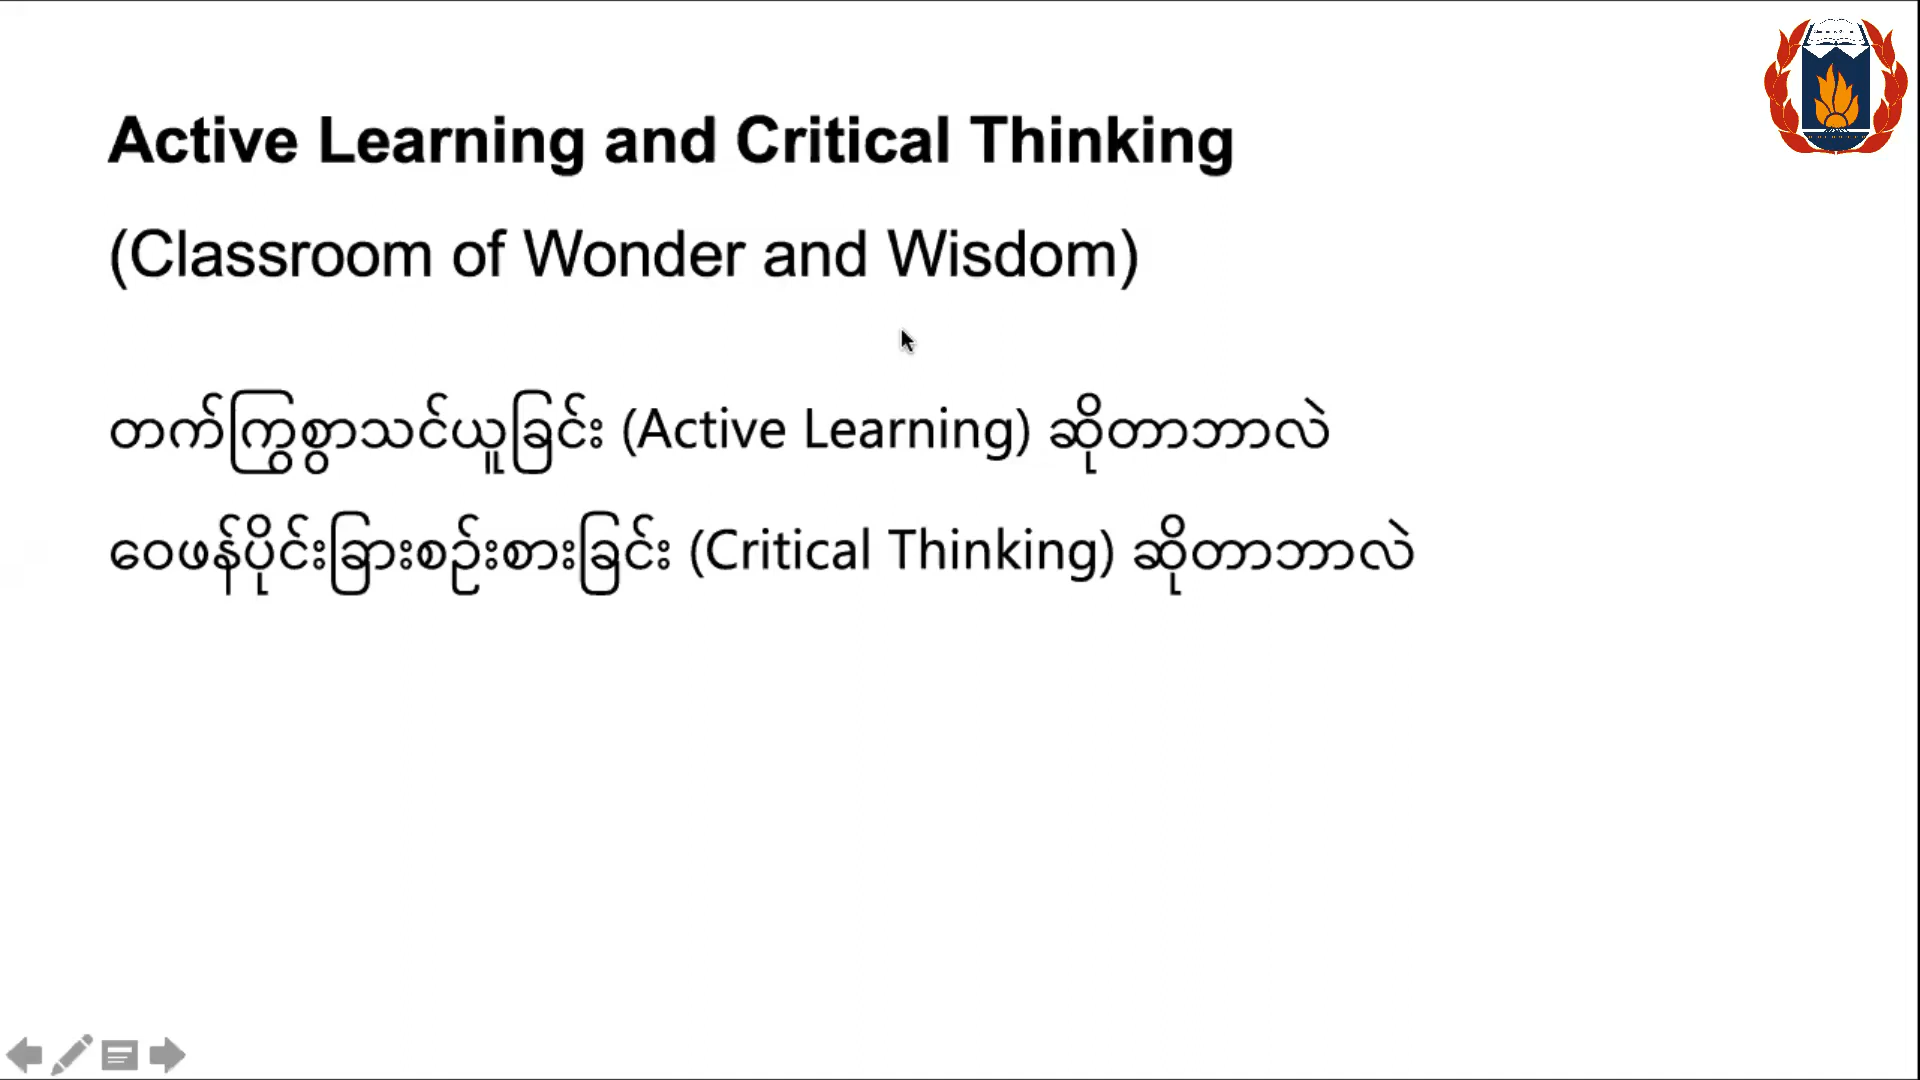 Active Learning and Critical Thinking
(Classroom of Wonder and Wisdom)
တက်ကြွစွာသင်ယူခြင်း (Active Learning) ဆိုတာဘာလဲ
ဝေဖန်ပိုင်းခြားစဉ်းစားခြင်း (Critical Thinking) ဆိုတာဘာလဲ